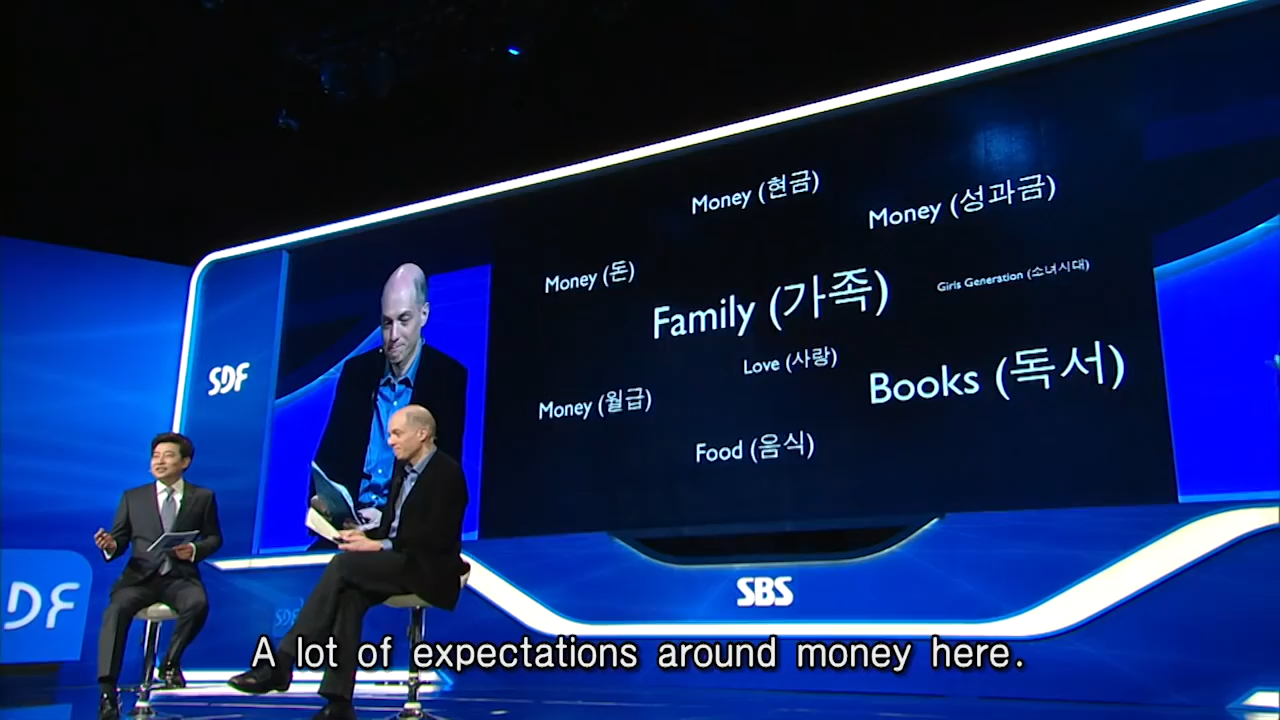 Money (현금)
Money (성과금)
Money (돈)
Family (가족)
Girls Generation (소녀시대)
Love (사랑)
Books (독서)
Money (월급)
Food (음식)
SDF
SDF
SDF
SBS
A lot of expectations around money here.